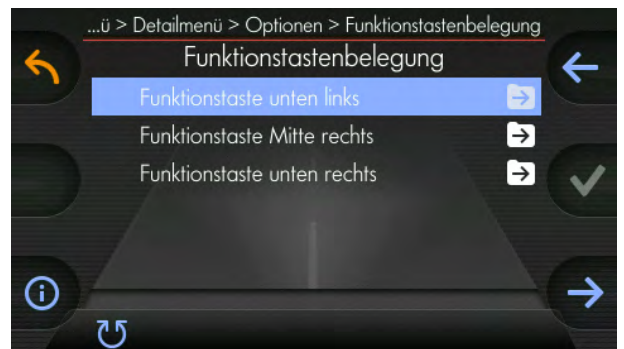 ...ü > Detailmenü > Optionen > Funktionstastenbelegung
Funktionstastenbelegung
Funktionstaste unten links
Funktionstaste Mitte rechts
Funktionstaste unten rechts